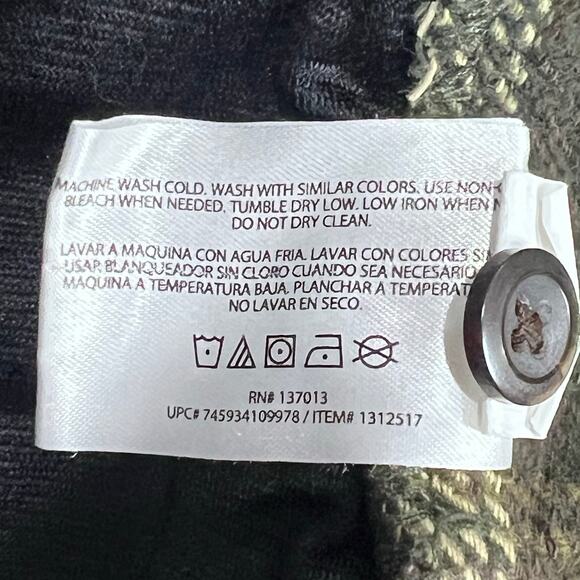 MACHINE WASH COLD. WASH WITH SIMILAR COLORS. USE NON-
BLEACH WHEN NEEDED. TUMBLE DRY LOW. LOW IRON WHEN
DO NOT DRY CLEAN.
LAVAR A MAQUINA CON AGUA FRIA. LAVAR CON COLORES
USAR BLANQUEADOR SIN CLORO CUANDO SEA NECESARIO
MAQUINA A TEMPERATURA BAJA. PLANCHAR A
NO LAVAR EN SECO.
RN# 137013
UPC# 745934109978 / ITEM# 1312517